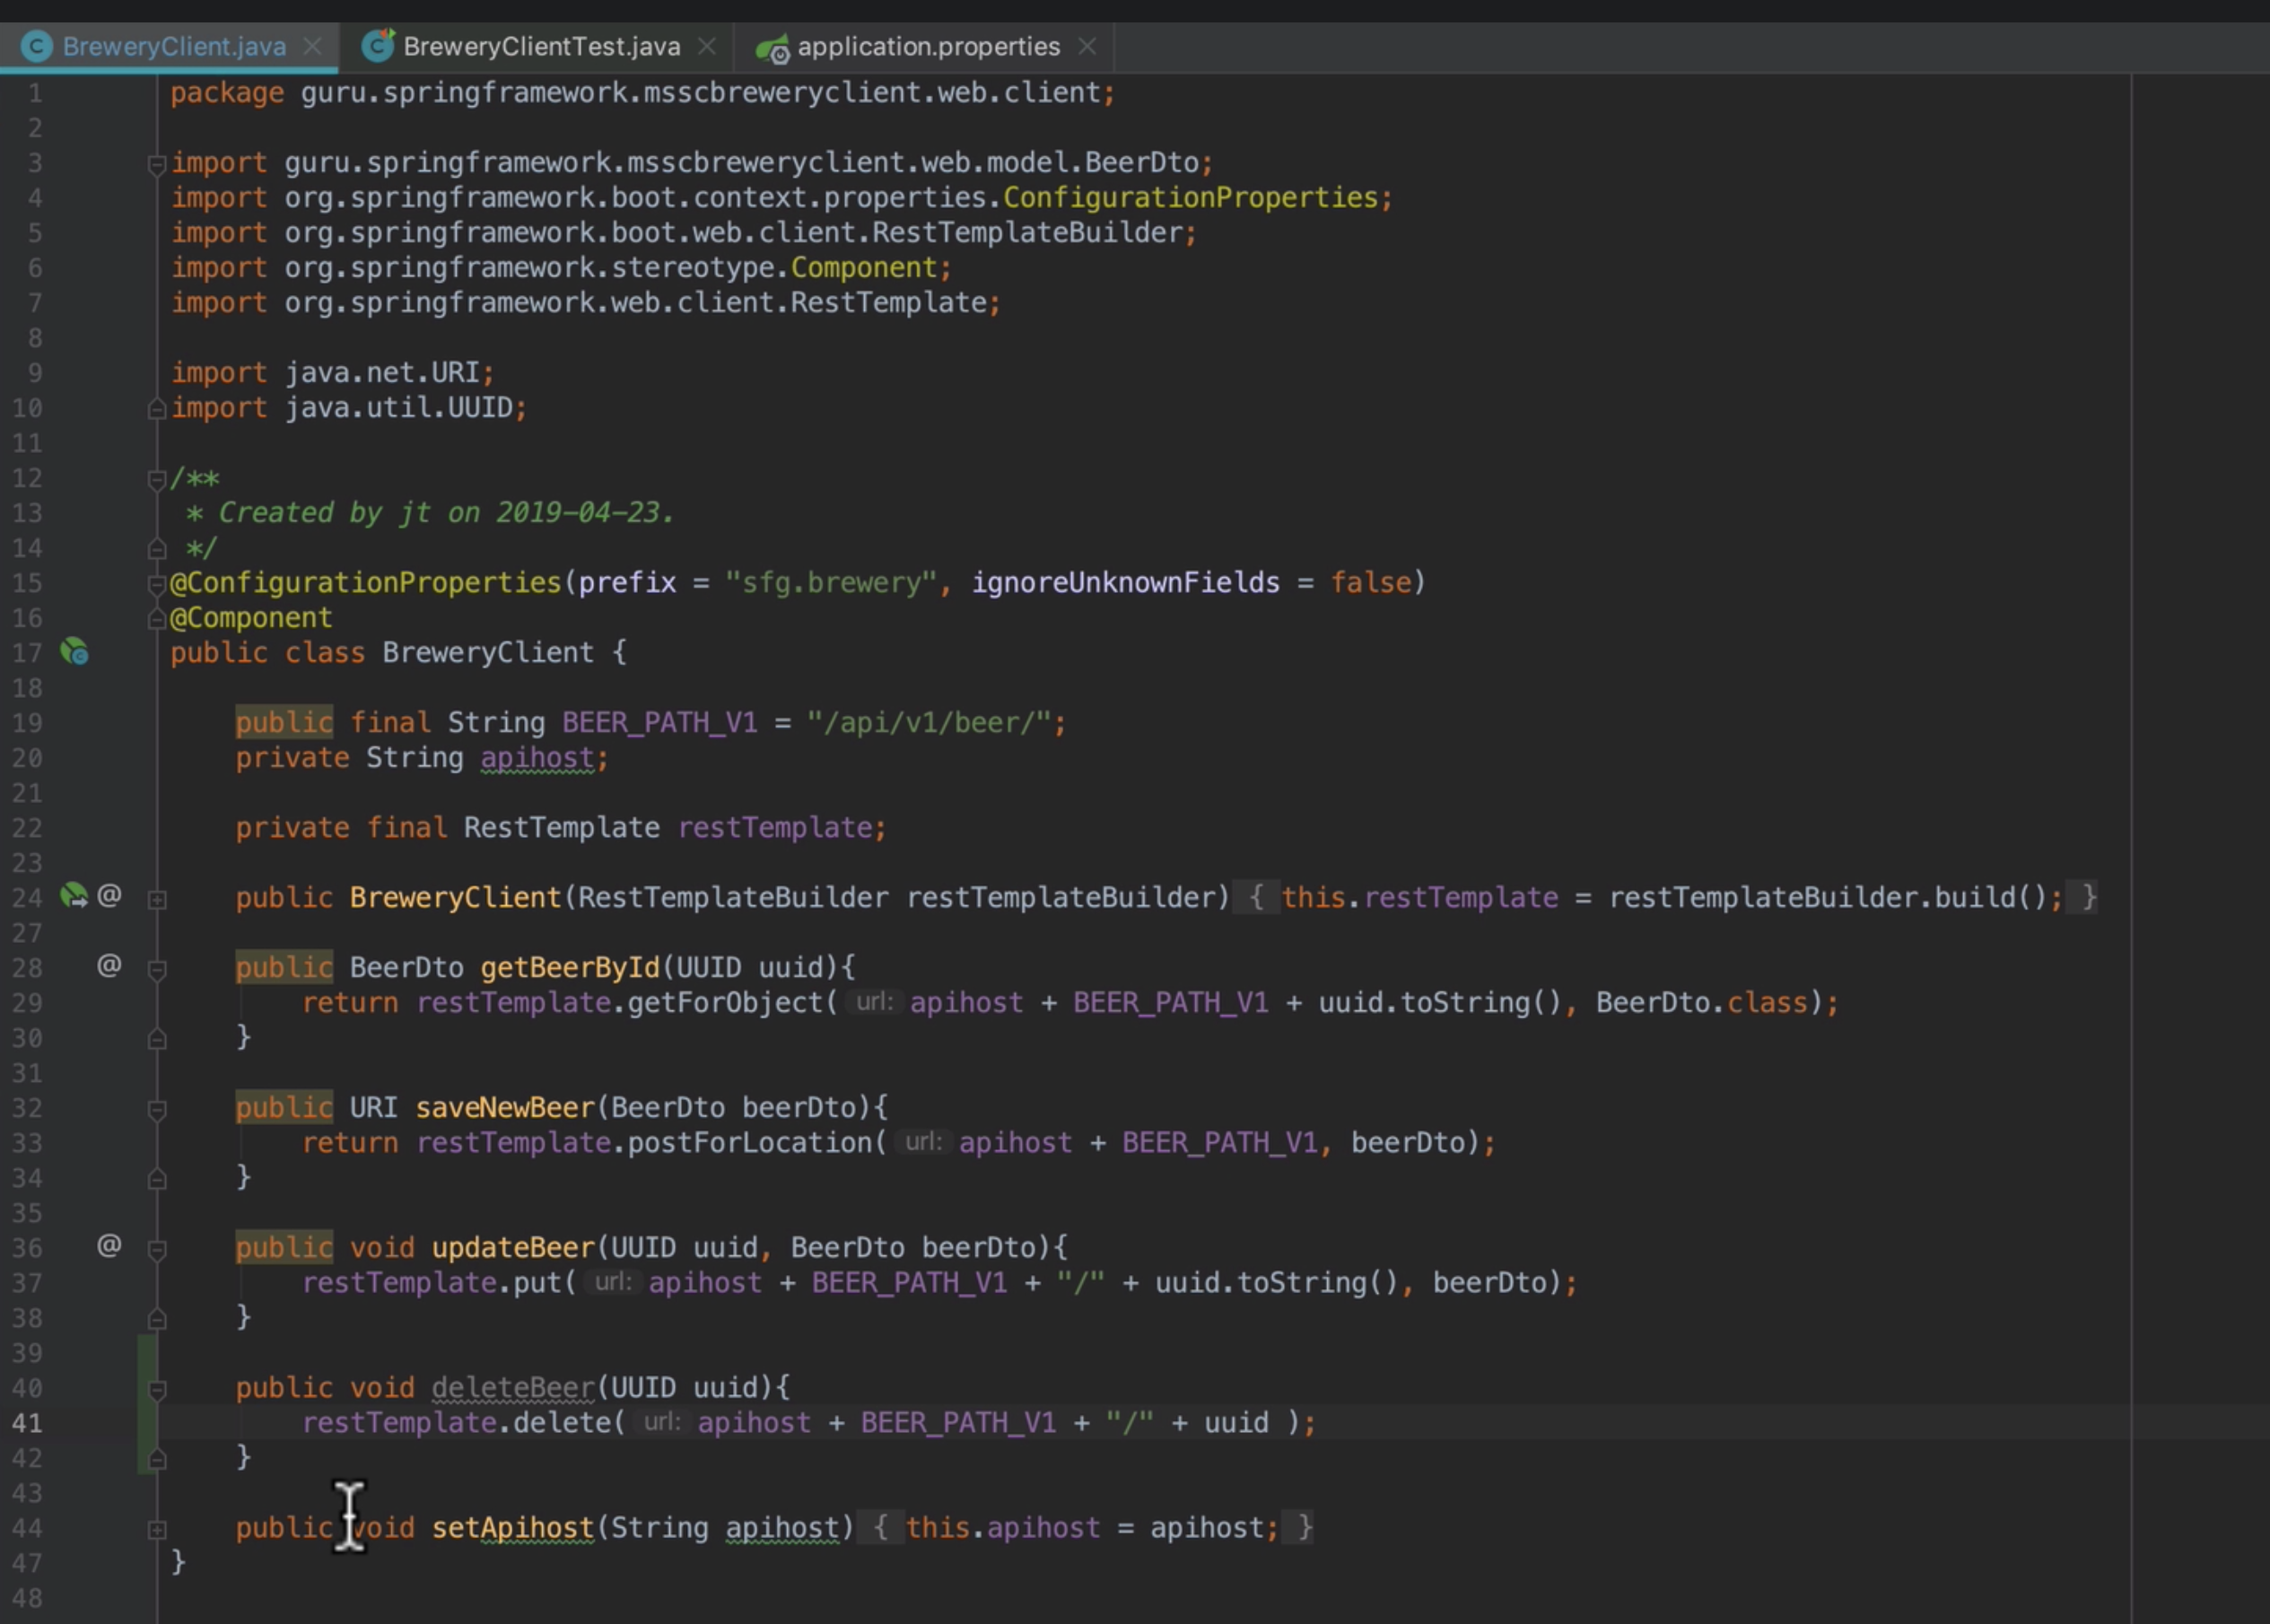 BreweryClient.java BreweryClientTest.java application.properties
1 package guru.springframework.msscbreweryclient.web.client;
2
3 import guru.springframework.msscbreweryclient.web.model.BeerDto;
4 import org.springframework.boot.context.properties.ConfigurationProperties;
5 import org.springframework.boot.web.client.RestTemplateBuilder;
6 import org.springframework.stereotype.Component;
7 import org.springframework.web.client.RestTemplate;
8
9 import java.net.URI;
10 import java.util.UUID;
11
12 /**
13  * Created by jt on 2019-04-23.
14  */
15 @ConfigurationProperties(prefix = "sfg.brewery", ignoreUnknownFields = false)
16 @Component
17 public class BreweryClient {
18
19     public final String BEER_PATH_V1 = "/api/v1/beer/";
20     private String apihost;
21
22     private final RestTemplate restTemplate;
23
24 @     public BreweryClient(RestTemplateBuilder restTemplateBuilder) { this.restTemplate = restTemplateBuilder.build(); }
27
28 @     public BeerDto getBeerById(UUID uuid){
29         return restTemplate.getForObject( url: apihost + BEER_PATH_V1 + uuid.toString(), BeerDto.class);
30     }
31
32     public URI saveNewBeer(BeerDto beerDto){
33         return restTemplate.postForLocation( url: apihost + BEER_PATH_V1, beerDto);
34     }
35
36 @     public void updateBeer(UUID uuid, BeerDto beerDto){
37         restTemplate.put( url: apihost + BEER_PATH_V1 + "/" + uuid.toString(), beerDto);
38     }
39
40     public void deleteBeer(UUID uuid){
41         restTemplate.delete( url: apihost + BEER_PATH_V1 + "/" + uuid );
42     }
43
44     public void setApihost(String apihost) { this.apihost = apihost; }
47 }
48